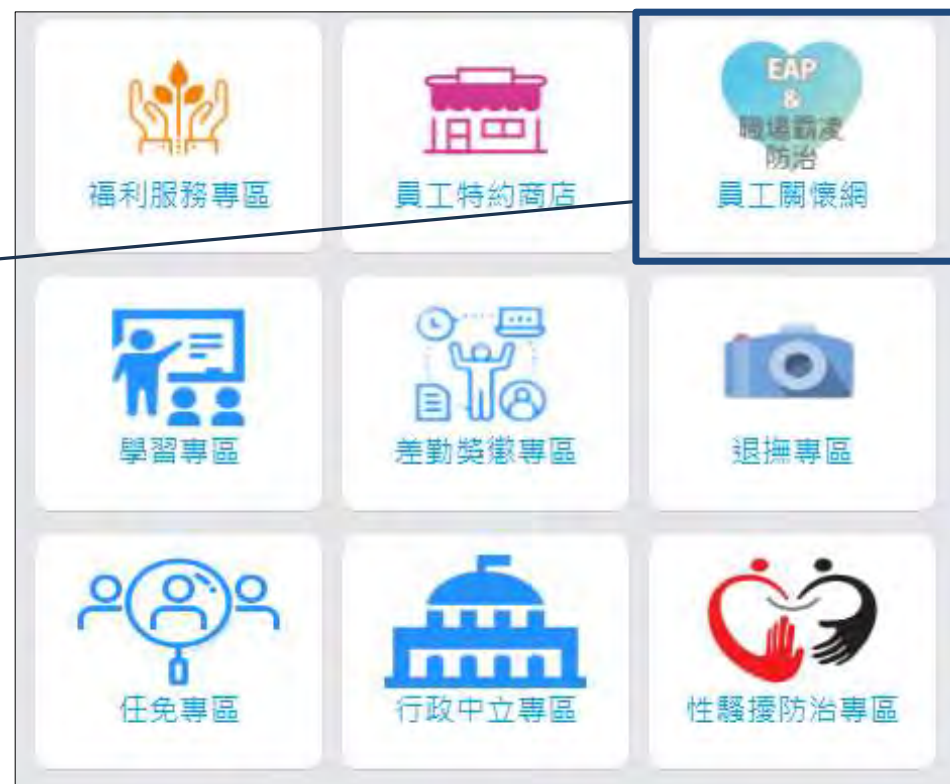 福利服務專區
員工特約商店
EAP
&
職場霸凌
防治
員工關懷網
學習專區
差勤獎懲專區
退撫專區
任免專區
行政中立專區
性騷擾防治專區